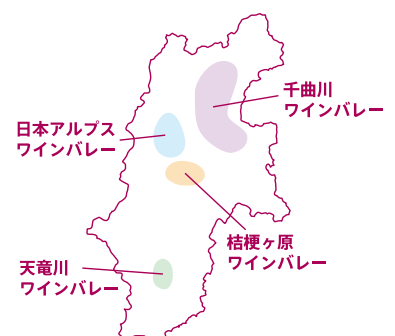 千曲川
ワインバレー
日本アルプス
ワインバレー
桔梗ヶ原
ワインバレー
天竜川
ワインバレー